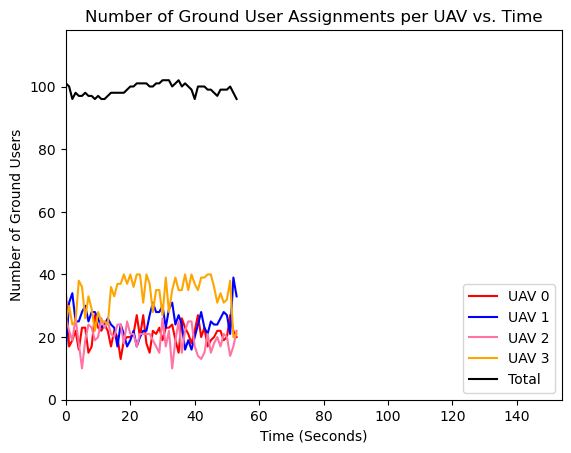 Number of Ground User Assignments per UAV vs. Time
Number of Ground Users
100
80
60
40
20
0
0 20 40 60 80 100 120 140
Time (Seconds)
UAV 0
UAV 1
UAV 2
UAV 3
Total